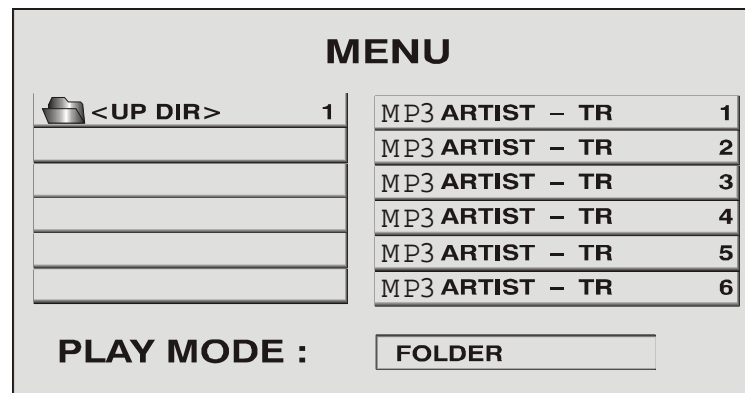 MENU
<UP DIR> 1
MP3 ARTIST – TR 1
MP3 ARTIST – TR 2
MP3 ARTIST – TR 3
MP3 ARTIST – TR 4
MP3 ARTIST – TR 5
MP3 ARTIST – TR 6
PLAY MODE : FOLDER